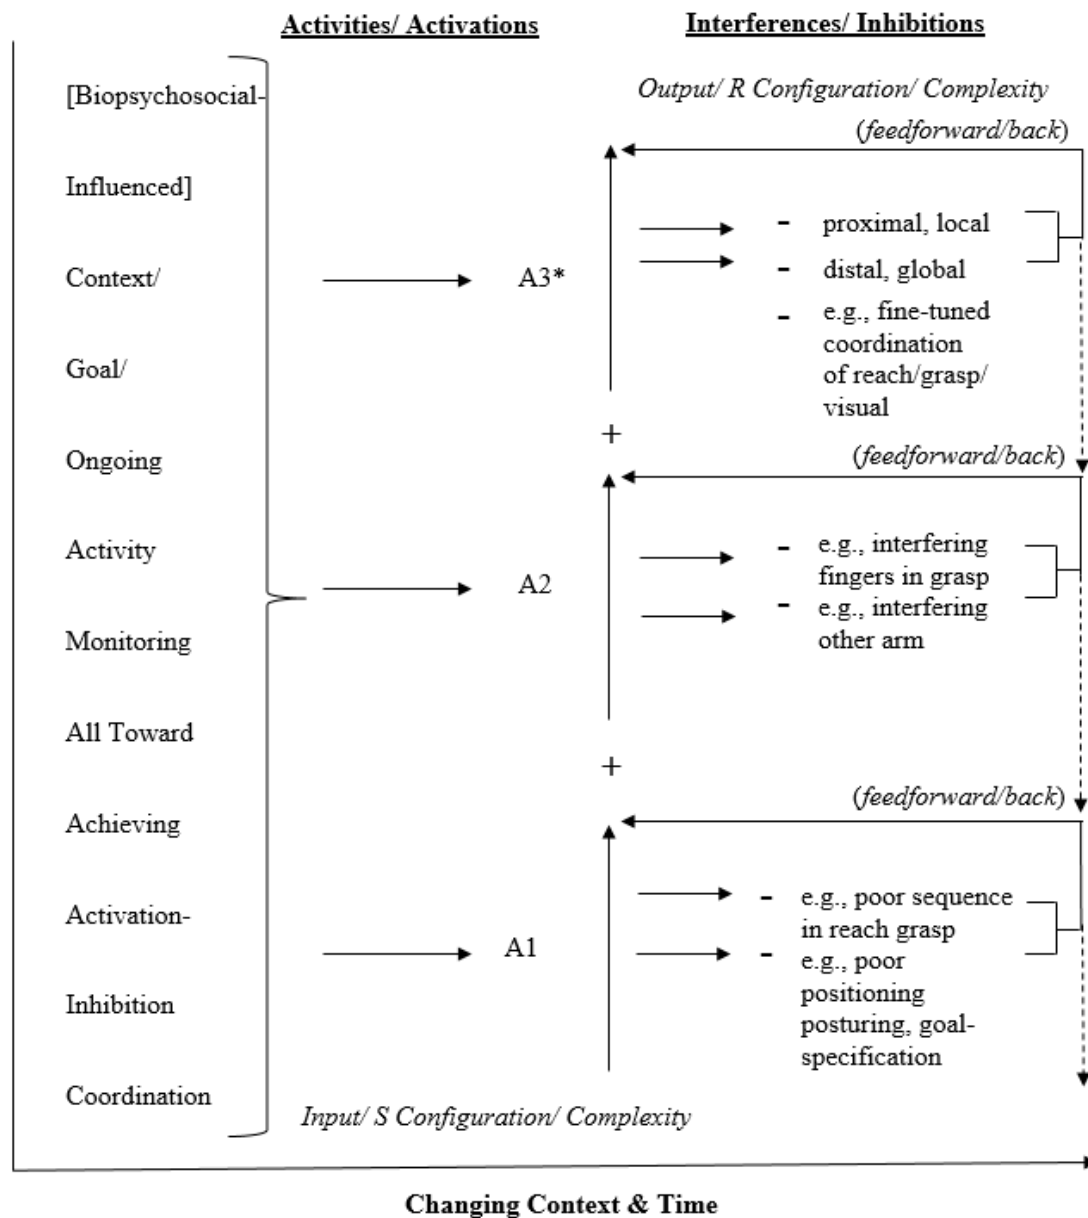 Activities/ Activations
Interferences/ Inhibitions
[Biopsychosocial-
Influenced]
Context/
Goal/
Ongoing
Activity
Monitoring
All Toward
Achieving
Activation-
Inhibition
Coordination
Output/ R Configuration/ Complexity
(feedforward/back)
A3*
- proximal, local
- distal, global
- e.g., fine-tuned
coordination
of reach/grasp/
visual
+
(feedforward/back)
A2
- e.g., interfering
fingers in grasp
- e.g., interfering
other arm
+
(feedforward/back)
A1
- e.g., poor sequence
in reach grasp
- e.g., poor
positioning
posturing, goal-
specification
Input/ S Configuration/ Complexity
Changing Context & Time